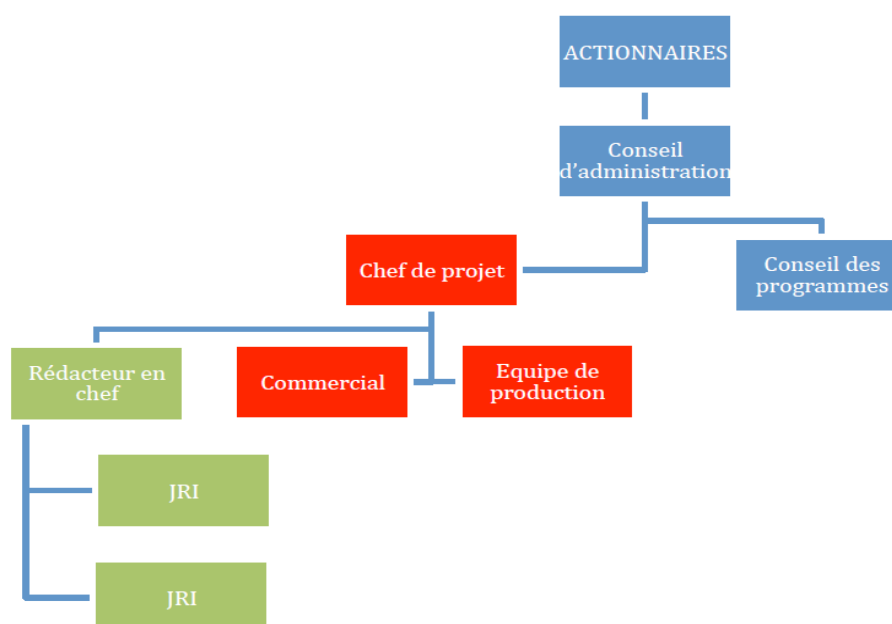 ACTIONNAIRES
Conseil
d’administration
Chef de projet
Conseil des
programmes
Rédacteur en
chef
Commercial
Equipe de
production
JRI
JRI